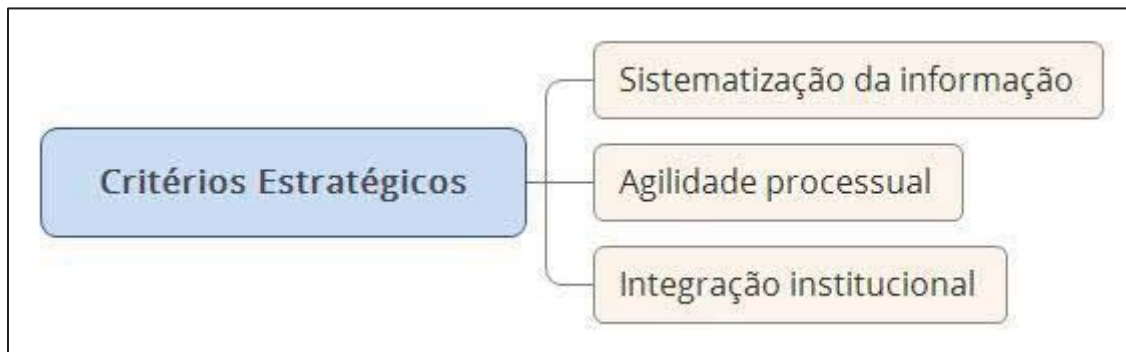 Critérios Estratégicos
Sistematização da informação
Agilidade processual
Integração institucional